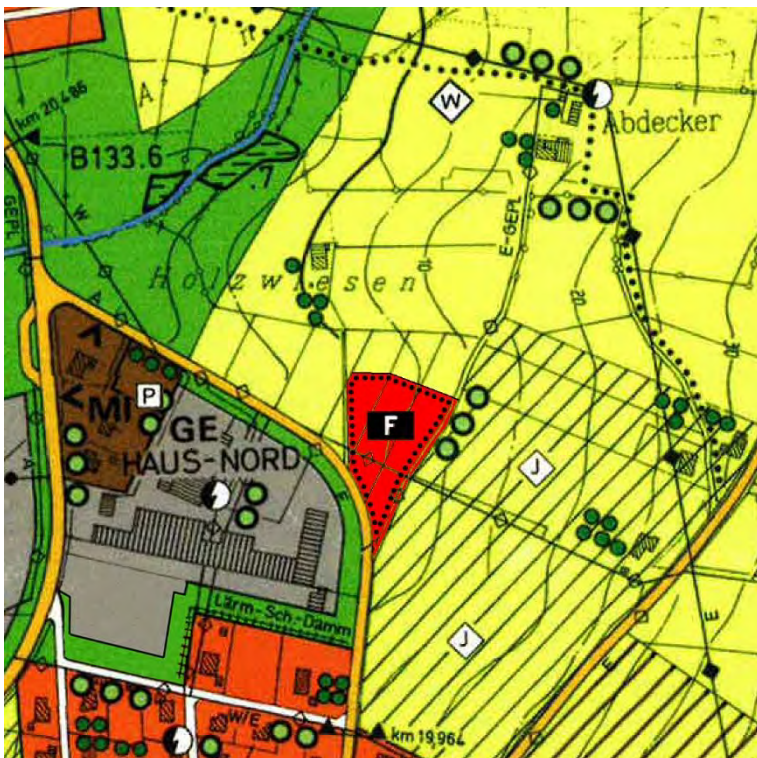 km 20.486
A
W
Abdecker
B133.6
.7
GEPL
W
E-GEPL
Holzwiesen
10
A
20
30
P
MI
F
GE
HAUS-NORD
A
J
E
Lärm-Sch.-Damm
J
E
E
E
W/E
km 19.964